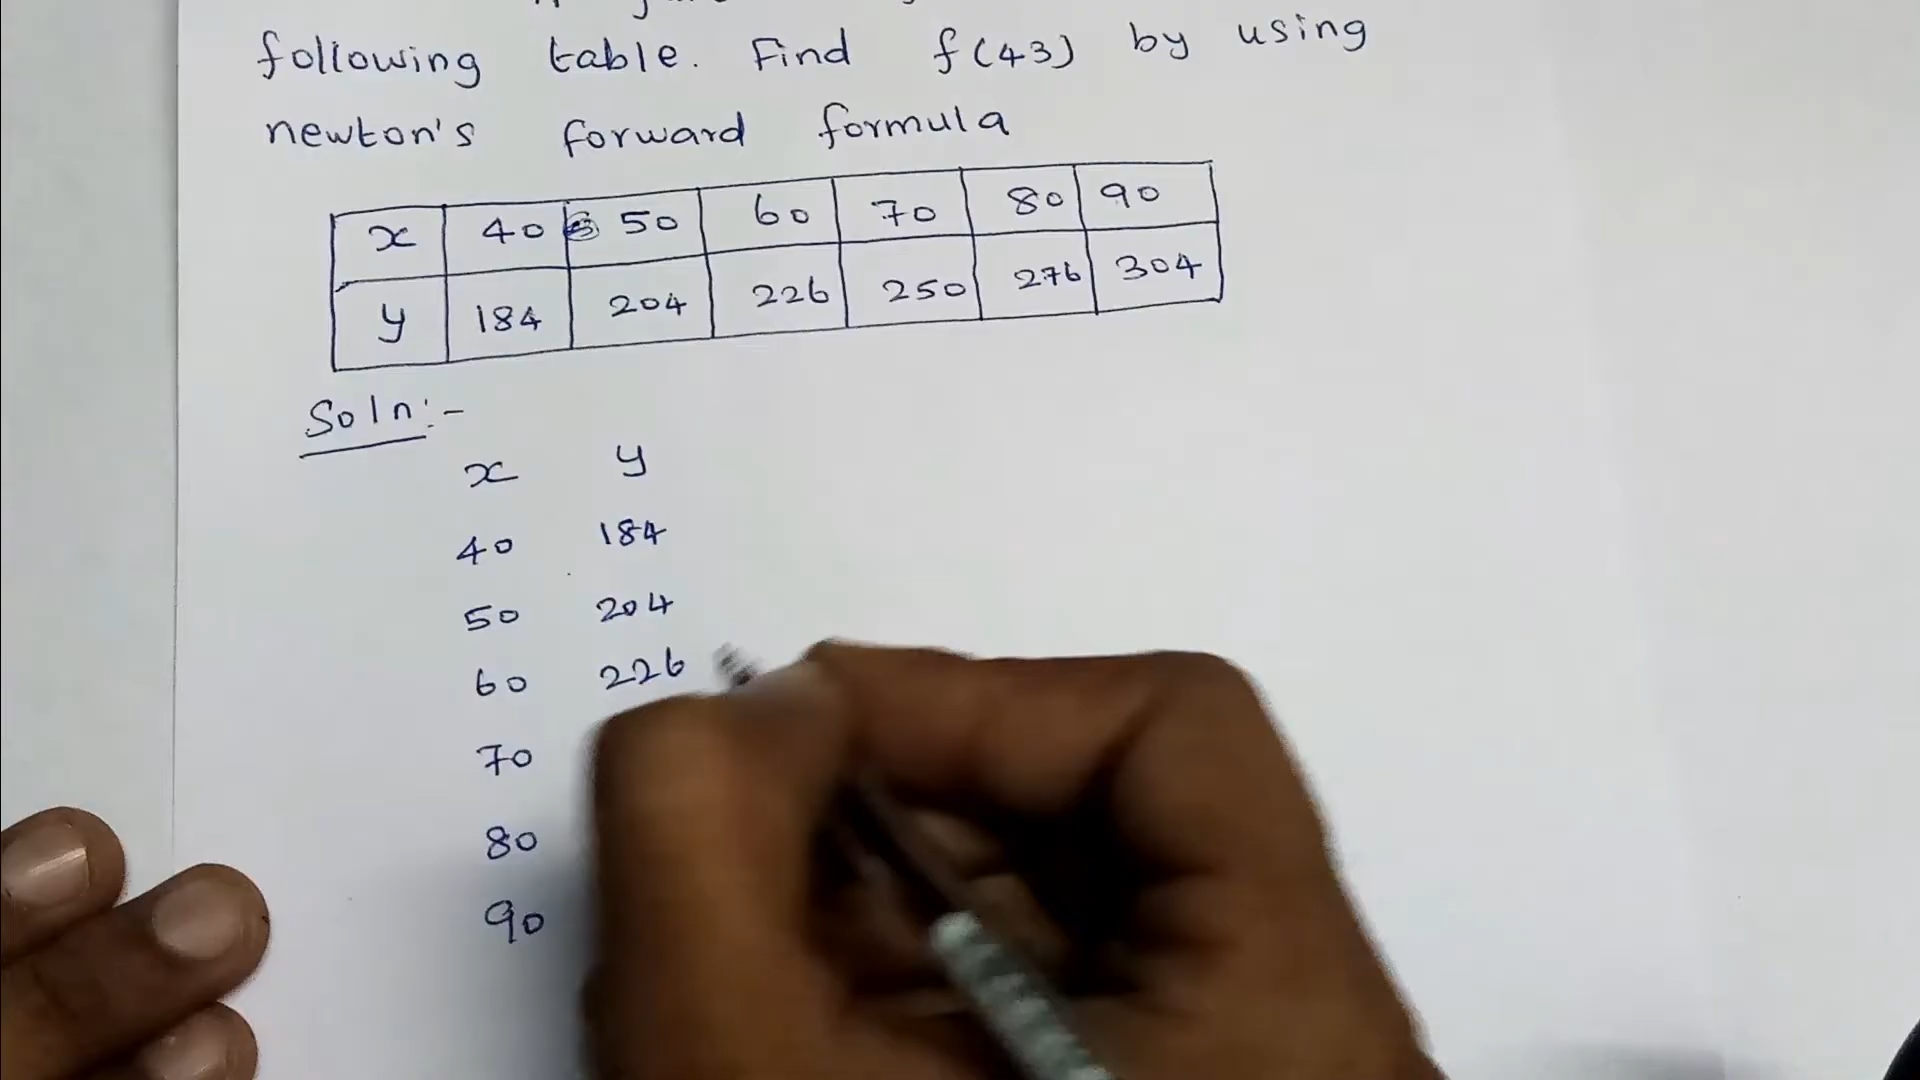 following table. Find f(43) by using
newton's forward formula
x 40 50 60 70 80 90
y 184 204 226 250 276 304
Soln:-
x y
40 184
50 204
60 226
70
80
90